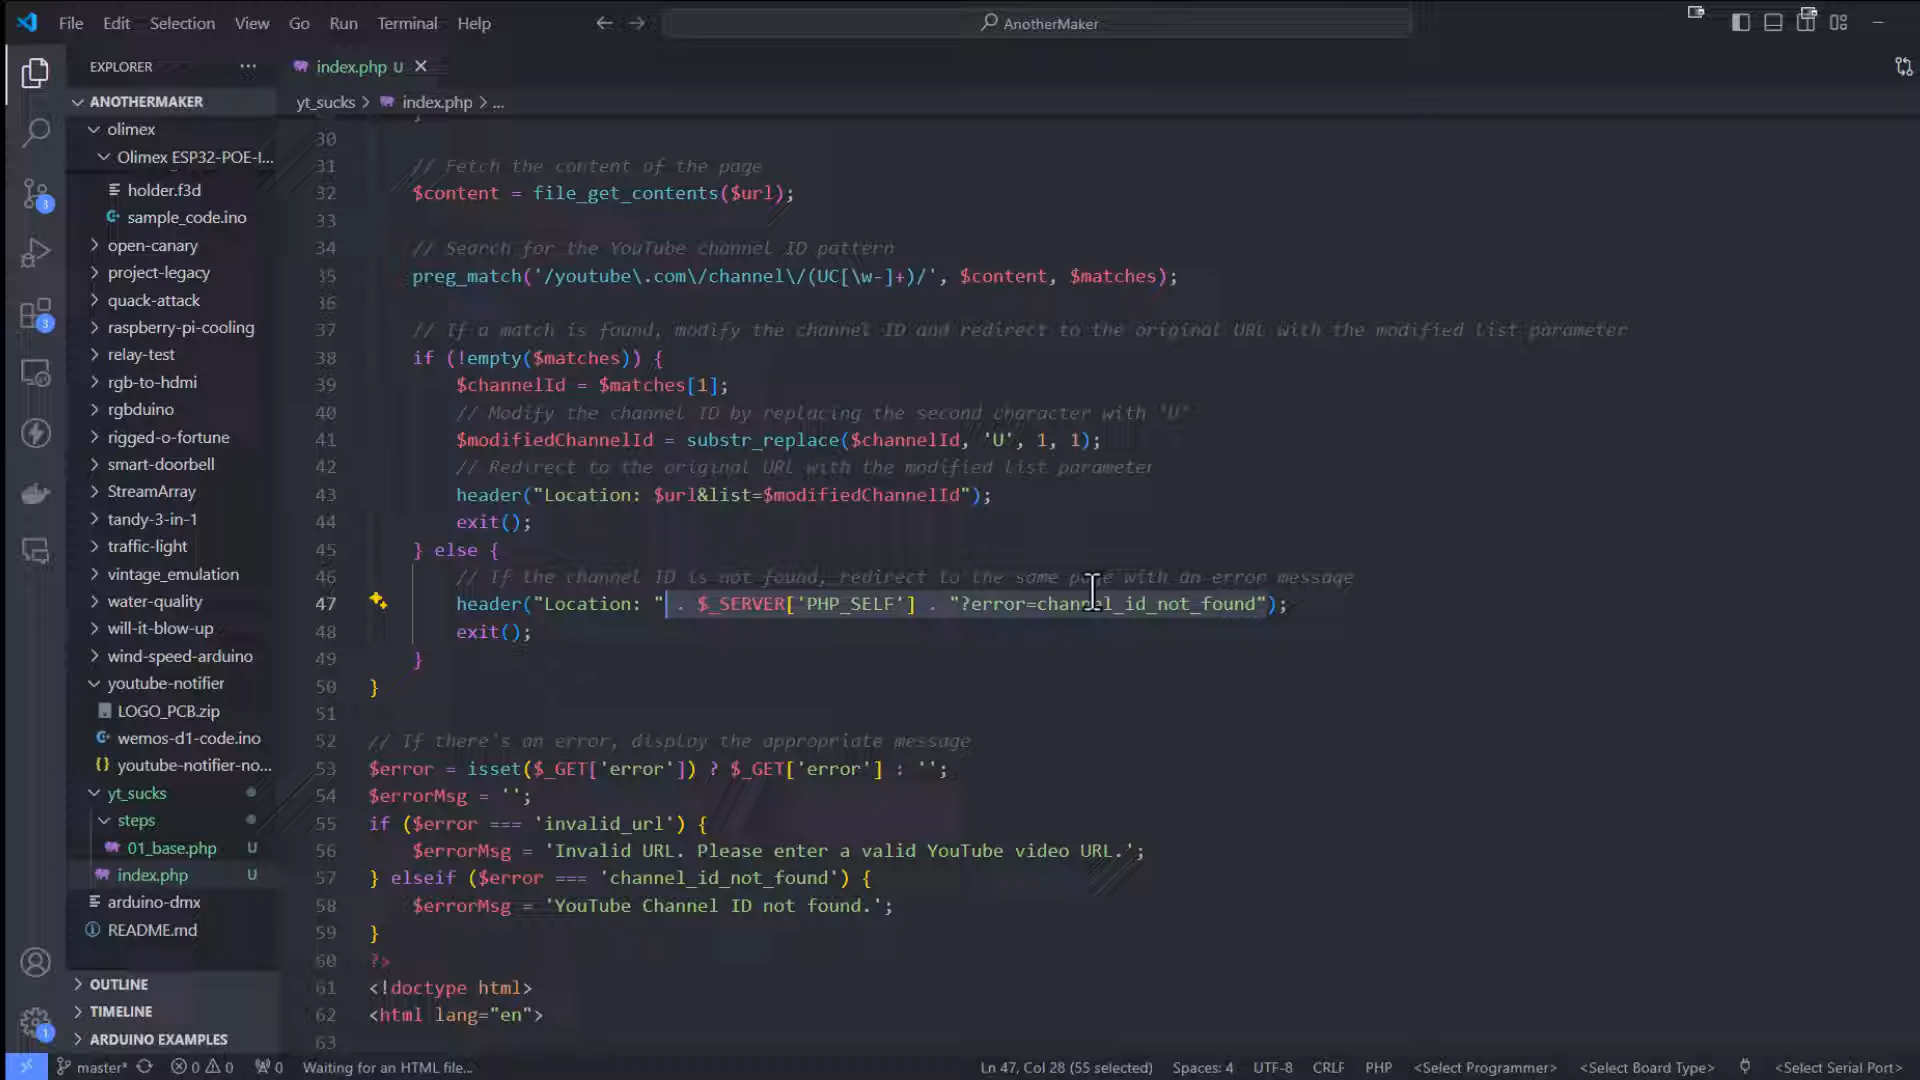 File Edit Selection View Go Run Terminal Help
AnotherMaker
EXPLORER
index.php U
ANOTHERMAKER
yt_sucks > index.php > ...
olimex
Olimex ESP32-POE-I...
holder.f3d
sample_code.ino
open-canary
project-legacy
quack-attack
raspberry-pi-cooling
relay-test
rgb-to-hdmi
rgbduino
rigged-o-fortune
smart-doorbell
StreamArray
tandy-3-in-1
traffic-light
vintage_emulation
water-quality
will-it-blow-up
wind-speed-arduino
youtube-notifier
LOGO_PCB.zip
wemos-d1-code.ino
youtube-notifier-no...
yt_sucks
steps
01_base.php U
index.php U
arduino-dmx
README.md
OUTLINE
TIMELINE
ARDUINO EXAMPLES
3
3
1
30
31 // Fetch the content of the page
32 $content = file_get_contents($url);
33
34 // Search for the YouTube channel ID pattern
35 preg_match('/youtube\.com\/channel\/(UC[\w-]+)/', $content, $matches);
36
37 // If a match is found, modify the channel ID and redirect to the original URL with the modified list parameter
38 if (!empty($matches)) {
39 $channelId = $matches[1];
40 // Modify the channel ID by replacing the second character with 'U'
41 $modifiedChannelId = substr_replace($channelId, 'U', 1, 1);
42 // Redirect to the original URL with the modified list parameter
43 header("Location: $url&list=$modifiedChannelId");
44 exit();
45 } else {
46 // If the channel ID is not found, redirect to the same page with an error message
47 header("Location: " . $_SERVER['PHP_SELF'] . "?error=channel_id_not_found");
48 exit();
49 }
50 }
51
52 // If there's an error, display the appropriate message
53 $error = isset($_GET['error']) ? $_GET['error'] : '';
54 $errorMsg = '';
55 if ($error === 'invalid_url') {
56 $errorMsg = 'Invalid URL. Please enter a valid YouTube video URL.';
57 } elseif ($error === 'channel_id_not_found') {
58 $errorMsg = 'YouTube Channel ID not found.';
59 }
60 ?>
61 <!doctype html>
62 <html lang="en">
63
master* 0 0 0 Waiting for an HTML file... Ln 47, Col 28 (55 selected) Spaces: 4 UTF-8 CRLF PHP <Select Programmer> <Select Board Type> <Select Serial Port>